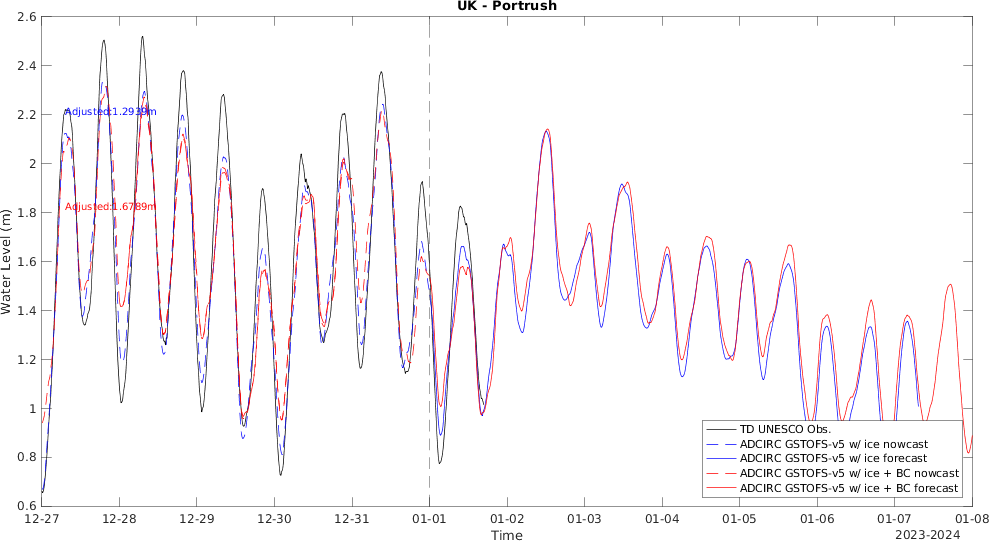 UK - Portrush
2.6
2.4
2.2
2
1.8
1.6
1.4
1.2
1
0.8
0.6
Water Level (m)
Adjusted:1.2939m
Adjusted:1.6789m
TD UNESCO Obs.
ADCIRC GSTOFS-v5 w/ ice nowcast
ADCIRC GSTOFS-v5 w/ ice forecast
ADCIRC GSTOFS-v5 w/ ice + BC nowcast
ADCIRC GSTOFS-v5 w/ ice + BC forecast
12-27 12-28 12-29 12-30 12-31 01-01 01-02 01-03 01-04 01-05 01-06 01-07 01-08
Time
2023-2024